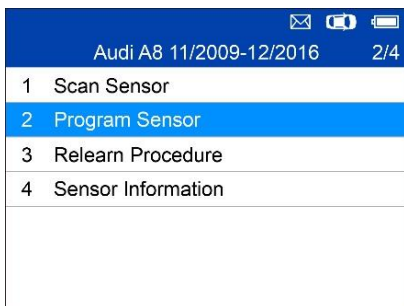 Audi A8 11/2009-12/2016 2/4
1 Scan Sensor
2 Program Sensor
3 Relearn Procedure
4 Sensor Information